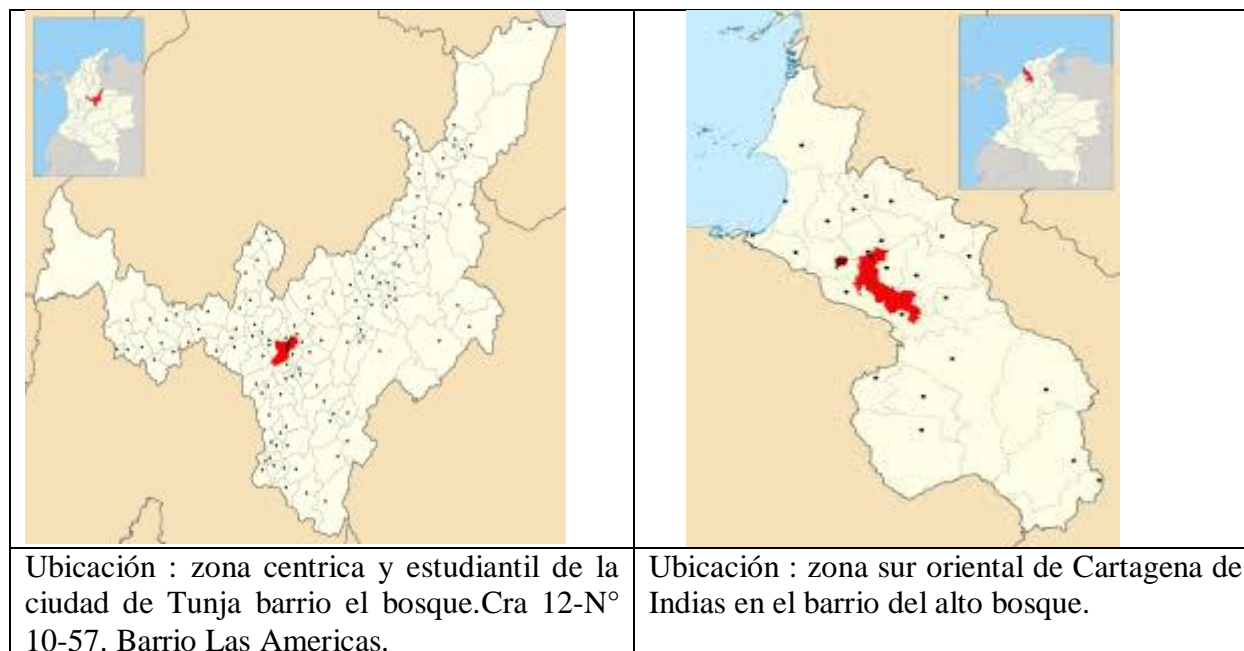 Ubicación : zona centrica y estudiantil de la
ciudad de Tunja barrio el bosque.Cra 12-N°
10-57. Barrio Las Americas.
Ubicación : zona sur oriental de Cartagena de
Indias en el barrio del alto bosque.